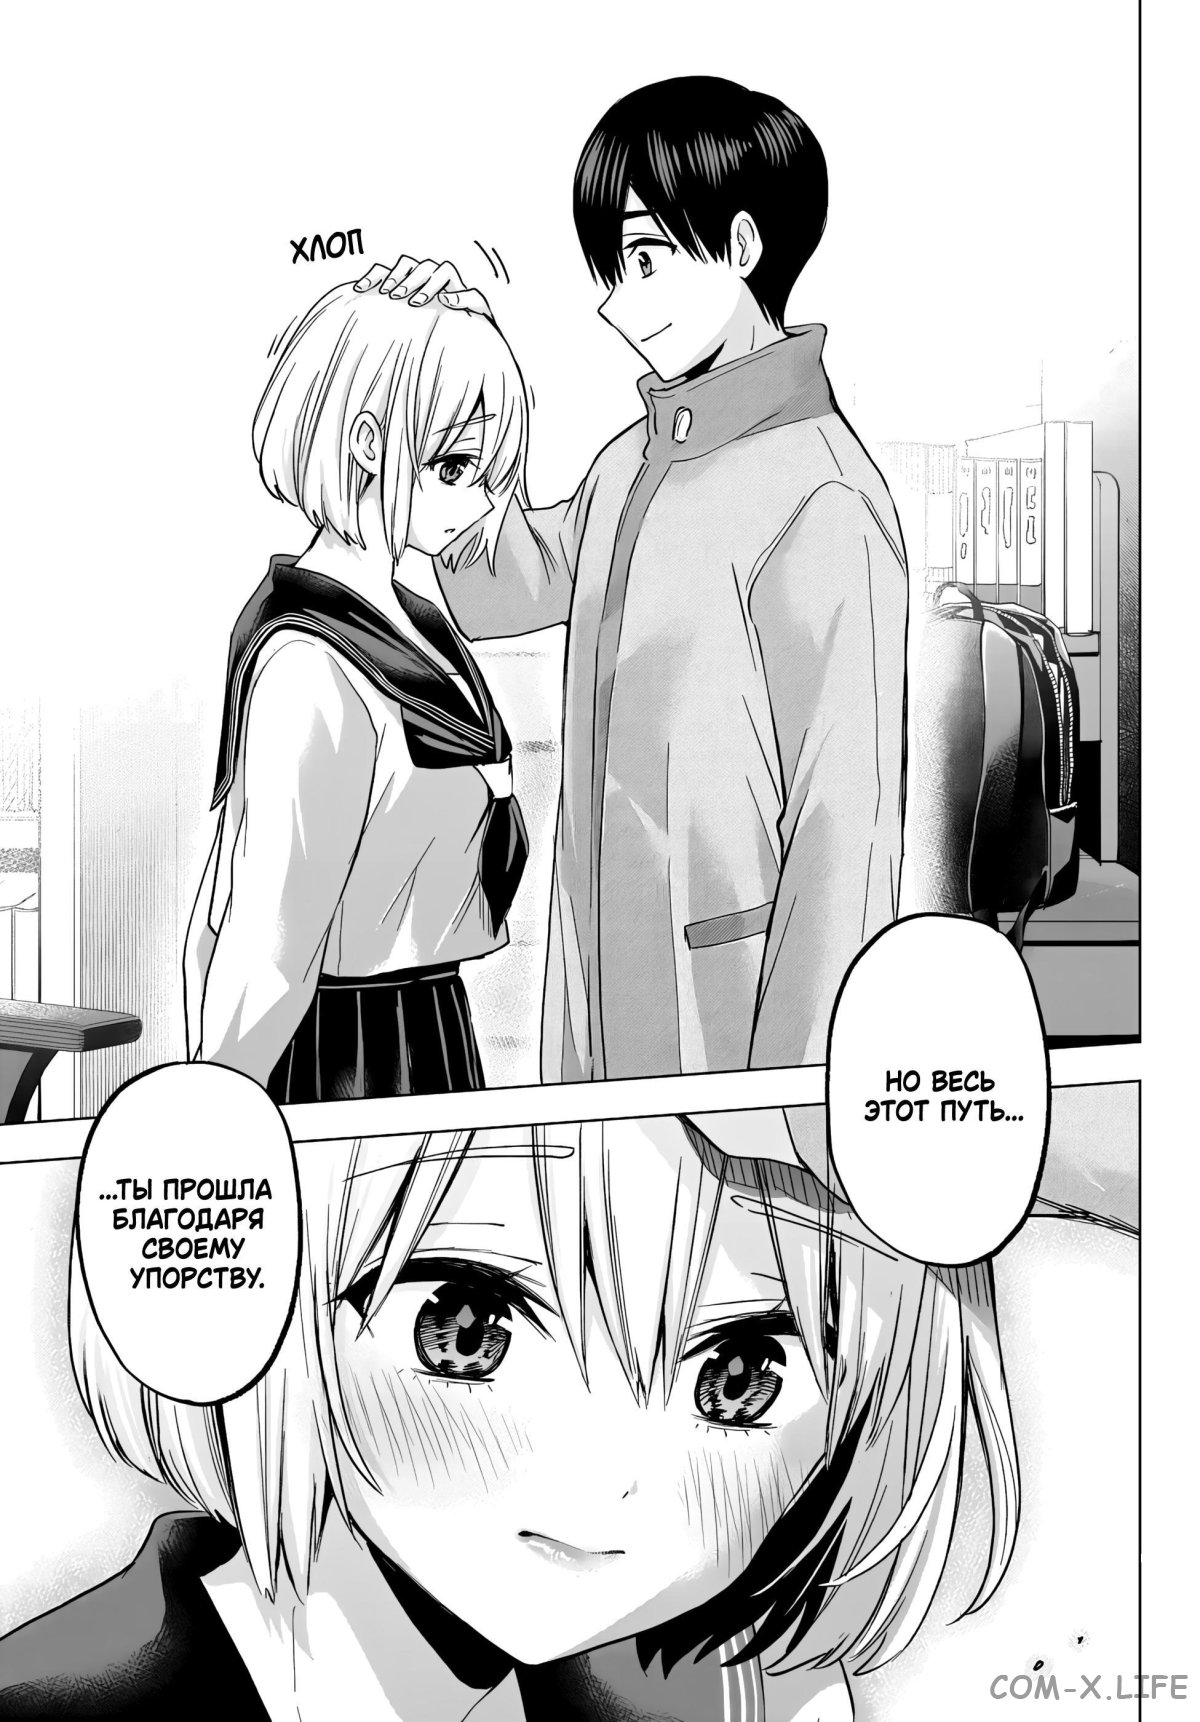 ХЛОП
НО ВЕСЬ
ЭТОТ ПУТЬ...
...ТЫ ПРОШЛА
БЛАГОДАРЯ
СВОЕМУ
УПОРСТВУ.
COM-X.LIFE